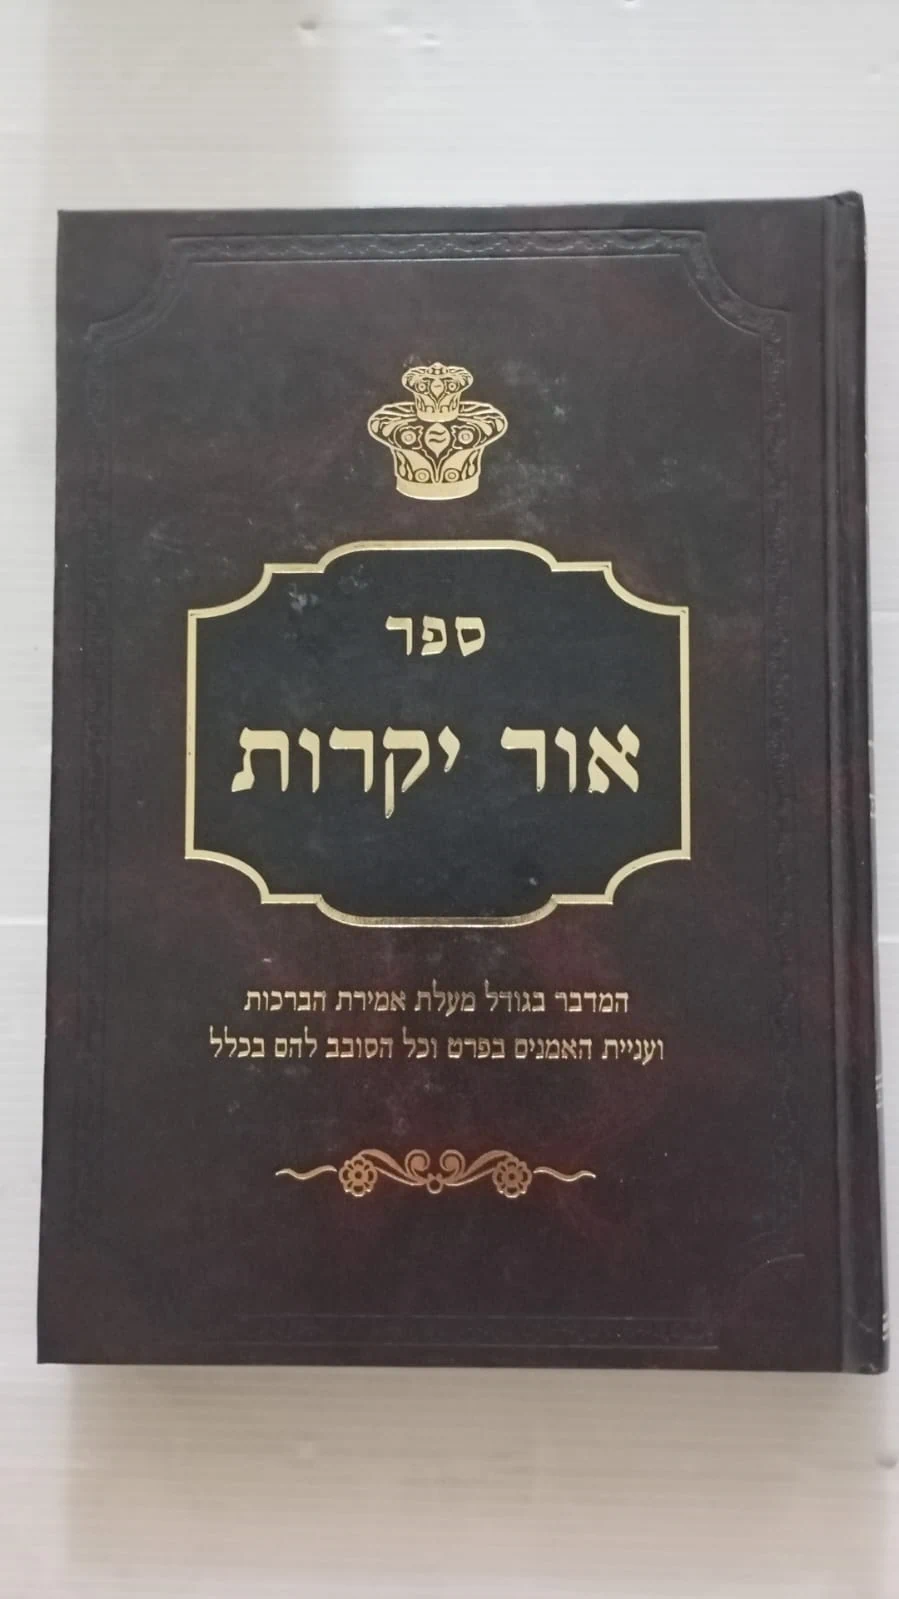 ספר
אור יקרות
המדבר בגודל מעלת אמירת הברכות
ועניית האמנים בפרט וכל הסובב להם בכלל